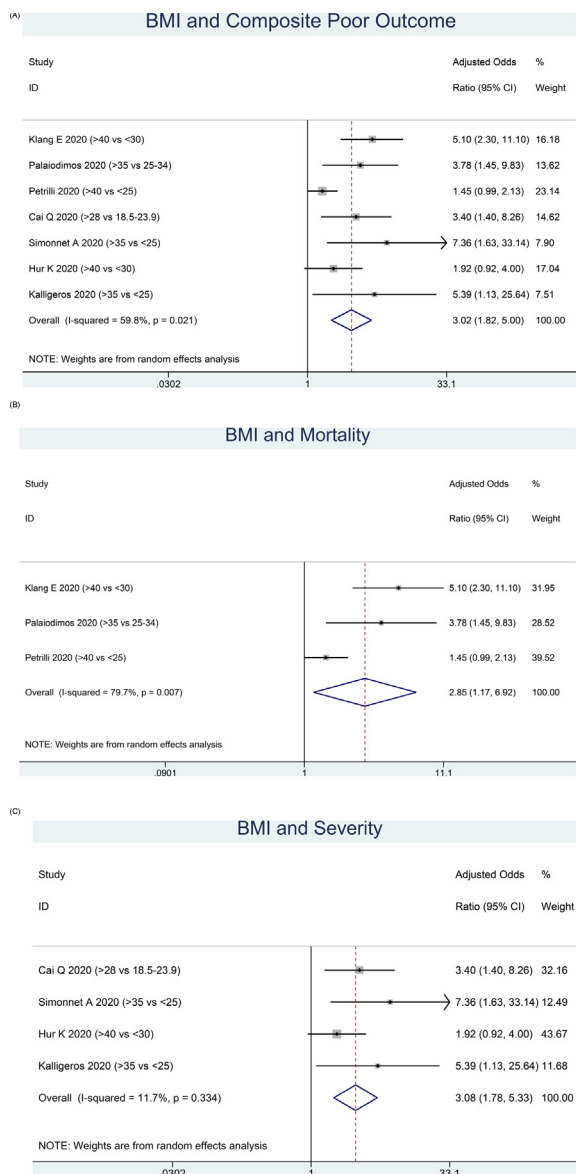 (A)
BMI and Composite Poor Outcome
Study Adjusted Odds %
ID Ratio (95% CI) Weight
Klang E 2020 (>40 vs <30) 5.10 (2.30, 11.10) 16.18
Palaiodimos 2020 (>35 vs 25-34) 3.78 (1.45, 9.83) 13.62
Petrilli 2020 (>40 vs <25) 1.45 (0.99, 2.13) 23.14
Cai Q 2020 (>28 vs 18.5-23.9) 3.40 (1.40, 8.26) 14.62
Simonnet A 2020 (>35 vs <25) 7.36 (1.63, 33.14) 7.90
Hur K 2020 (>40 vs <30) 1.92 (0.92, 4.00) 17.04
Kalligeros 2020 (>35 vs <25) 5.39 (1.13, 25.64) 7.51
Overall (I-squared = 59.8%, p = 0.021) 3.02 (1.82, 5.00) 100.00
NOTE: Weights are from random effects analysis
.0302 1 33.1
(B)
BMI and Mortality
Study Adjusted Odds %
ID Ratio (95% CI) Weight
Klang E 2020 (>40 vs <30) 5.10 (2.30, 11.10) 31.95
Palaiodimos 2020 (>35 vs 25-34) 3.78 (1.45, 9.83) 28.52
Petrilli 2020 (>40 vs <25) 1.45 (0.99, 2.13) 39.52
Overall (I-squared = 79.7%, p = 0.007) 2.85 (1.17, 6.92) 100.00
NOTE: Weights are from random effects analysis
.0901 1 11.1
(C)
BMI and Severity
Study Adjusted Odds %
ID Ratio (95% CI) Weight
Cai Q 2020 (>28 vs 18.5-23.9) 3.40 (1.40, 8.26) 32.16
Simonnet A 2020 (>35 vs <25) 7.36 (1.63, 33.14) 12.49
Hur K 2020 (>40 vs <30) 1.92 (0.92, 4.00) 43.67
Kalligeros 2020 (>35 vs <25) 5.39 (1.13, 25.64) 11.68
Overall (I-squared = 11.7%, p = 0.334) 3.08 (1.78, 5.33) 100.00
NOTE: Weights are from random effects analysis
.0302 1 33.1